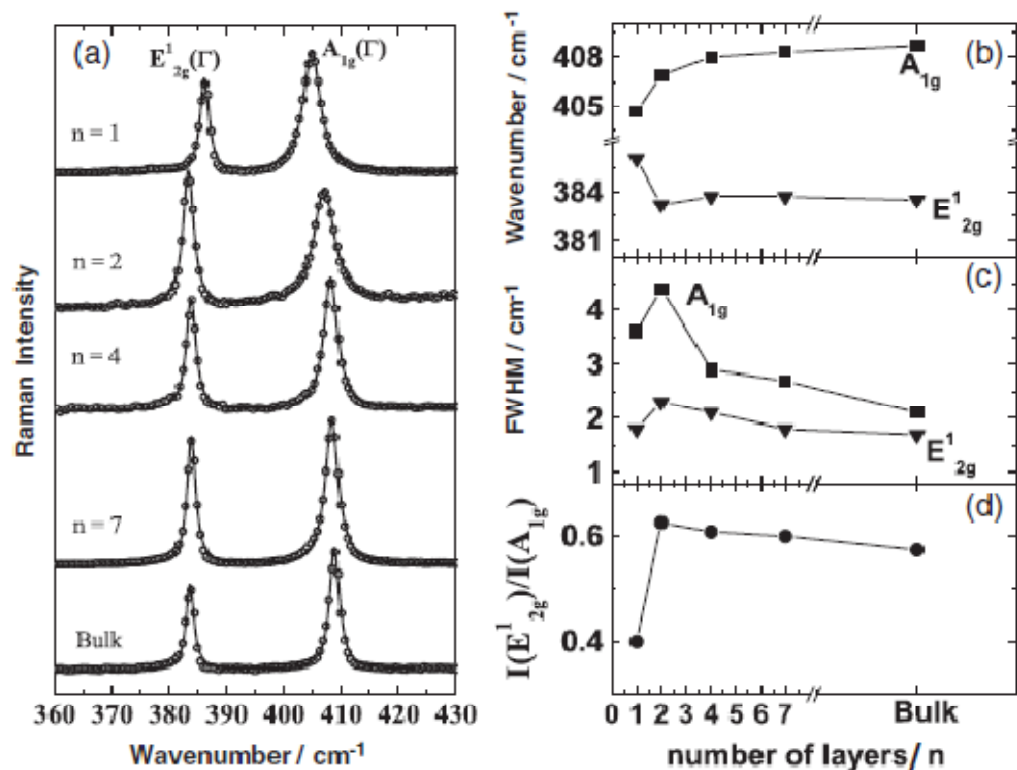 (a)
E¹₂g(Γ)
A₁g(Γ)
n = 1
n = 2
n = 4
n = 7
Bulk
Raman Intensity
360 370 380 390 400 410 420 430
Wavenumber / cm⁻¹
(b)
408
405
384
381
A₁g
E¹₂g
Wavenumber / cm⁻¹
(c)
4
3
2
1
A₁g
E¹₂g
FWHM / cm⁻¹
(d)
0.6
0.4
I(E¹₂g)/I(A₁g)
0 1 2 3 4 5 6 7 Bulk
number of layers/ n